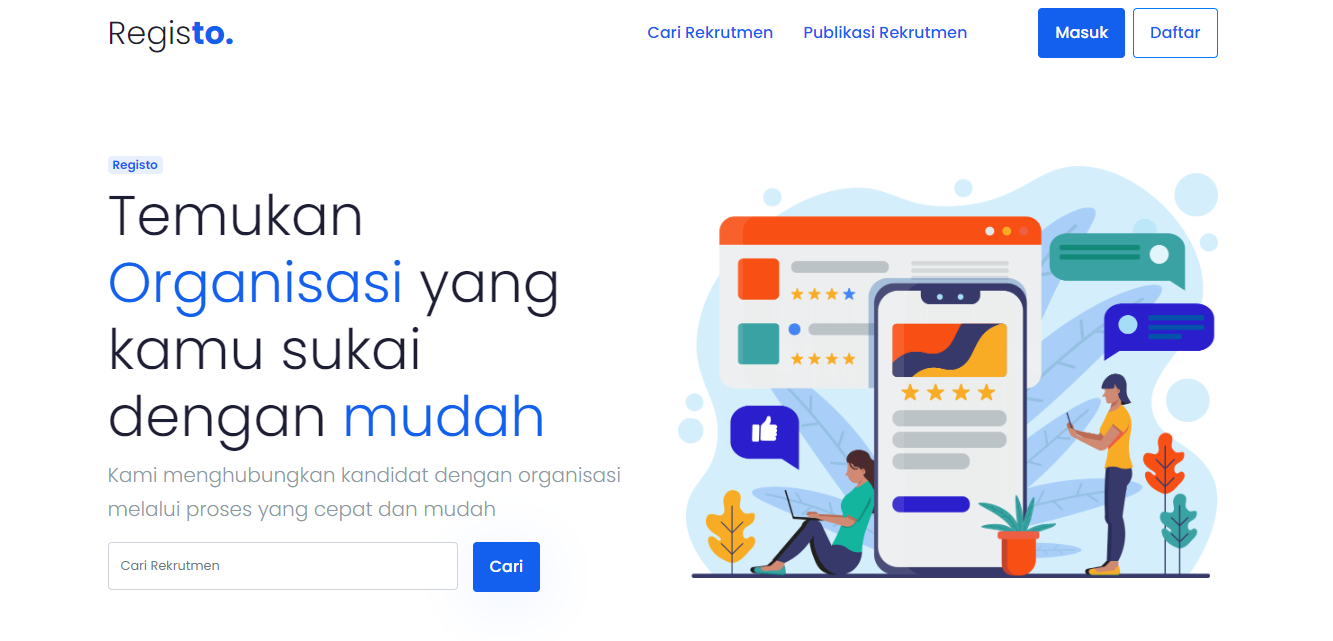 Registo.
Cari Rekrutmen
Publikasi Rekrutmen
Masuk
Daftar
Registo
Temukan
Organisasi yang
kamu sukai
dengan mudah
Kami menghubungkan kandidat dengan organisasi
melalui proses yang cepat dan mudah
Cari Rekrutmen
Cari